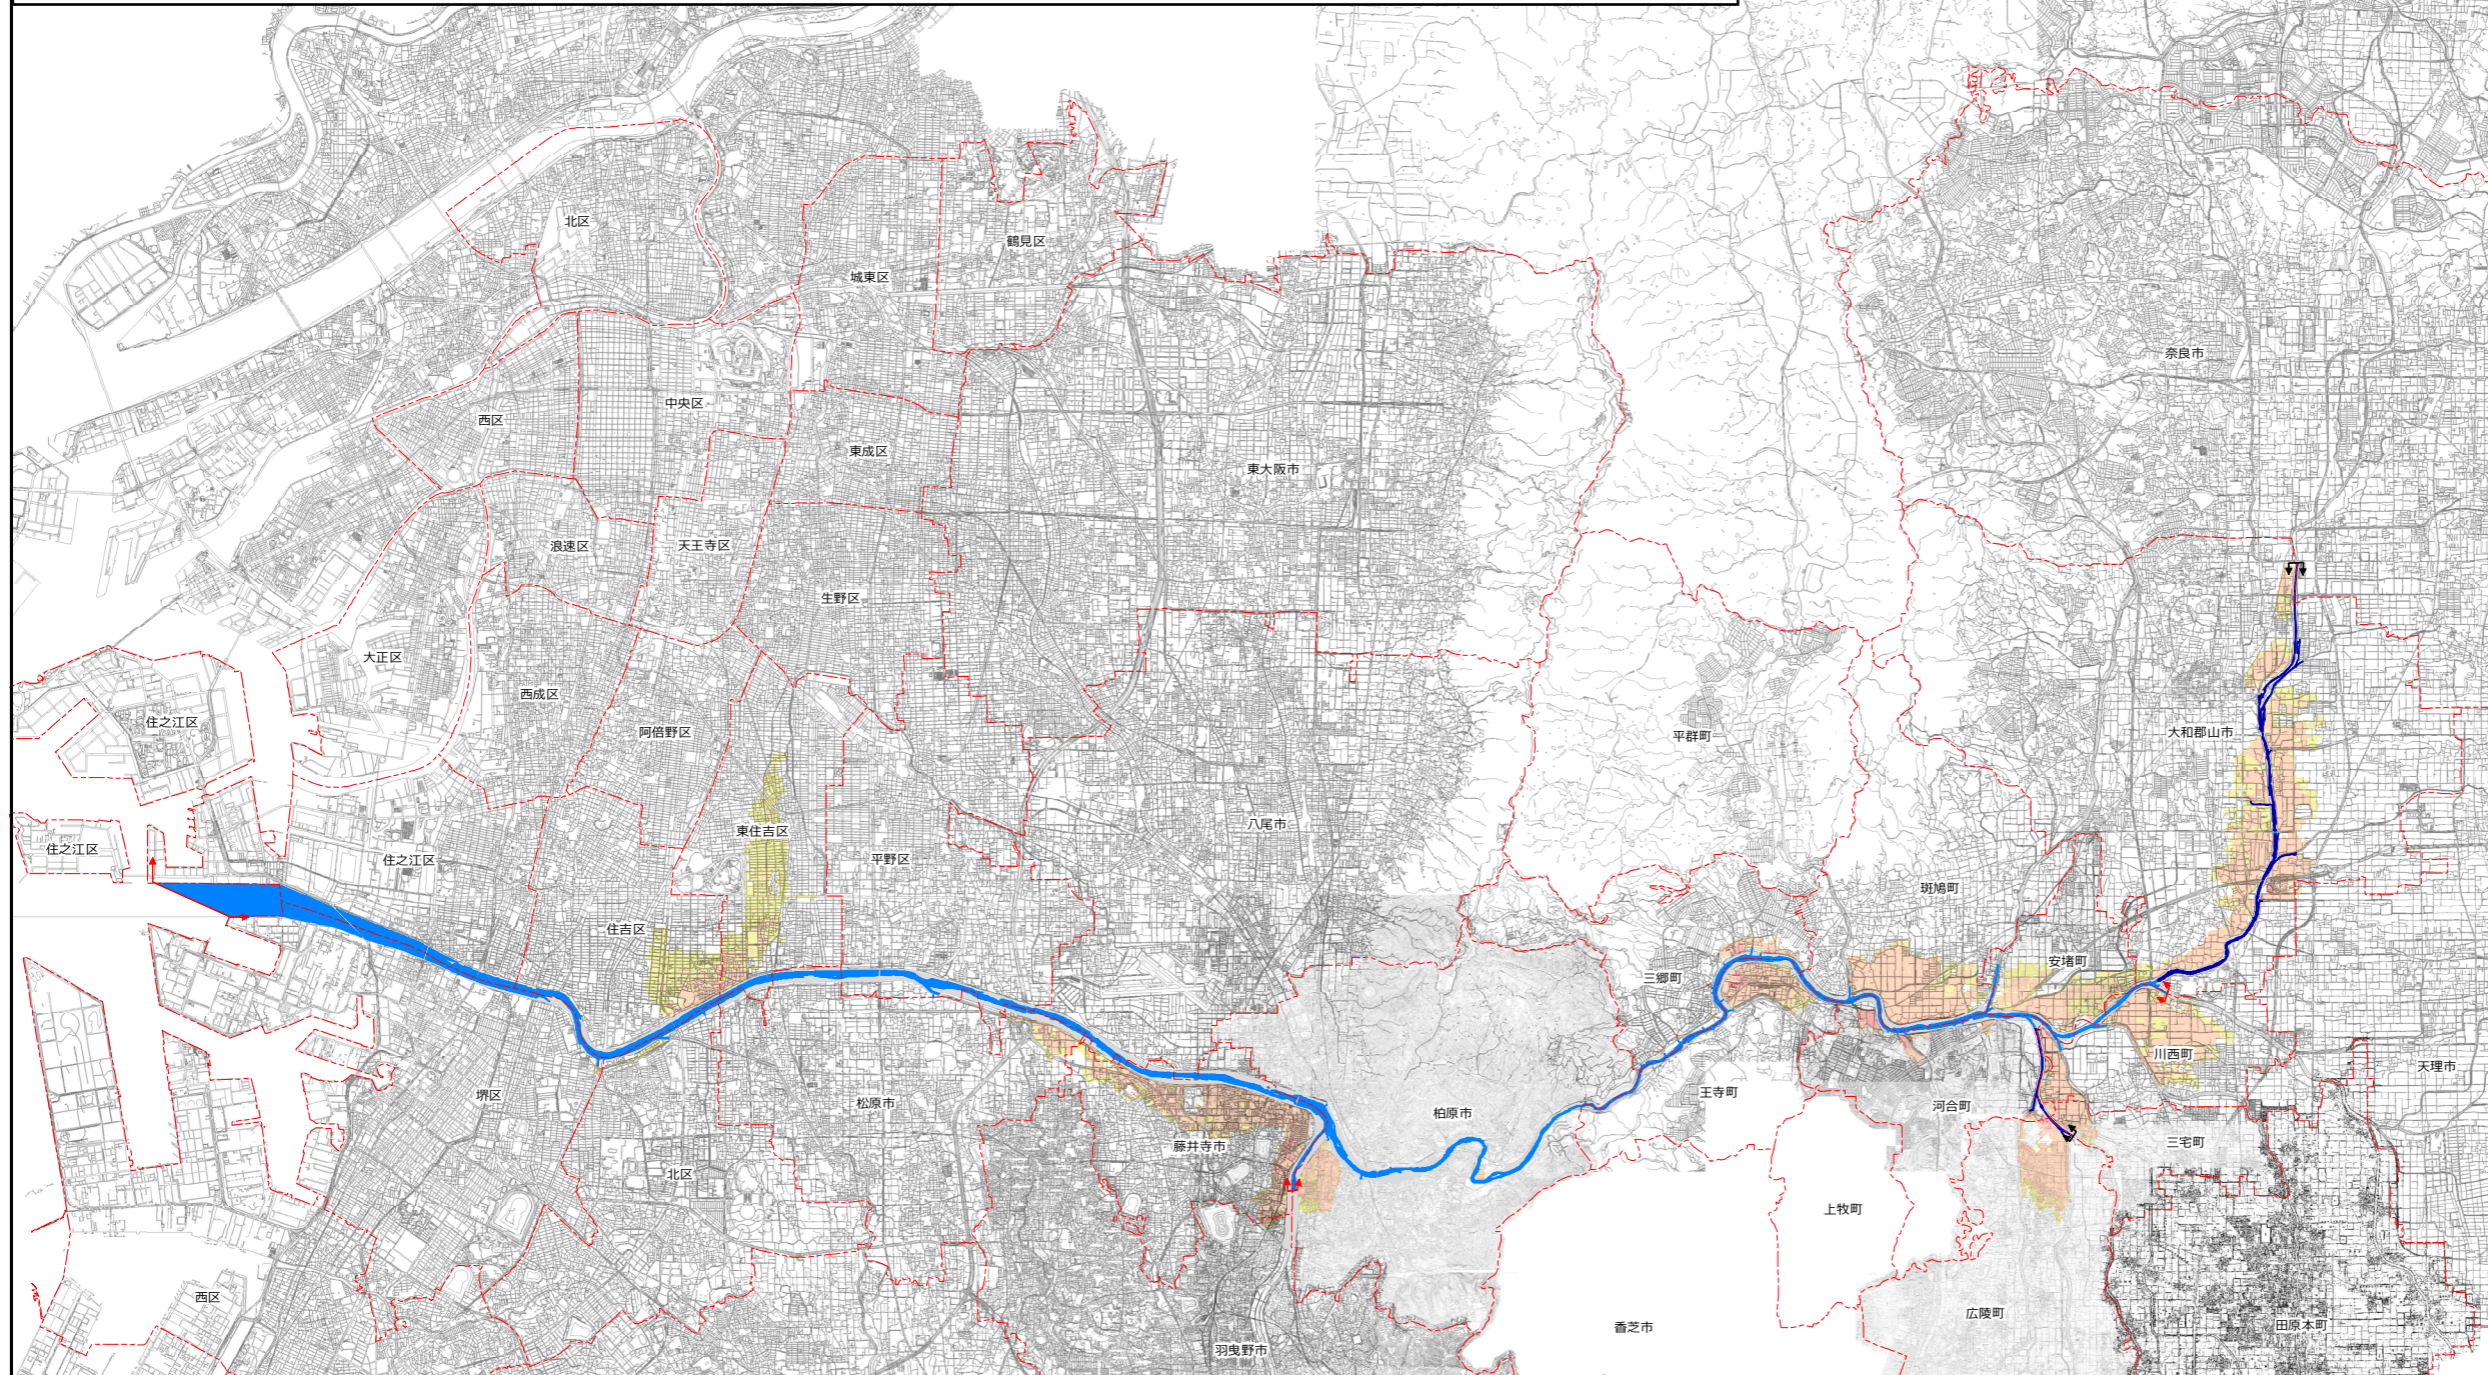 北区
鶴見区
城東区
奈良市
中央区
西区
東成区
東大阪市
浪速区
天王寺区
生野区
大正区
西成区
住之江区
阿倍野区
平群町
大和郡山市
東住吉区
八尾市
住之江区
住之江区
平野区
斑鳩町
住吉区
安堵町
三郷町
川西町
天理市
堺区
松原市
王寺町
柏原市
河合町
藤井寺市
三宅町
北区
上牧町
西区
広陵町
香芝市
田原本町
羽曳野市